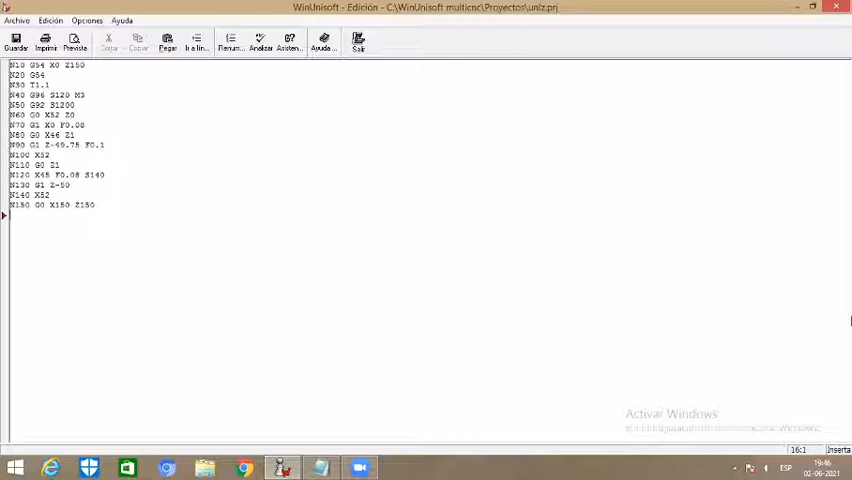 WinUnisoft - Edición - C:\WinUnisoft multicnc\Proyectos\unlz.prj
Archivo Edición Opciones Ayuda
Guardar Imprimir Prevista Cortar Copiar Pegar Ir a lín... Renum... Analizar Asisten... Ayuda... Salir
N10 G54 X0 Z150
N20 G54
N30 T1.1
N40 G96 S120 M3
N50 G92 S1200
N60 G0 X52 Z0
N70 G1 X0 F0.08
N80 G0 X46 Z1
N90 G1 Z-49.75 F0.1
N100 X52
N110 G0 Z1
N120 X45 F0.08 S140
N130 G1 Z-50
N140 X52
N150 G0 X150 Z150
Activar Windows
16:1 Inserta
ESP
19:46
02-06-2021